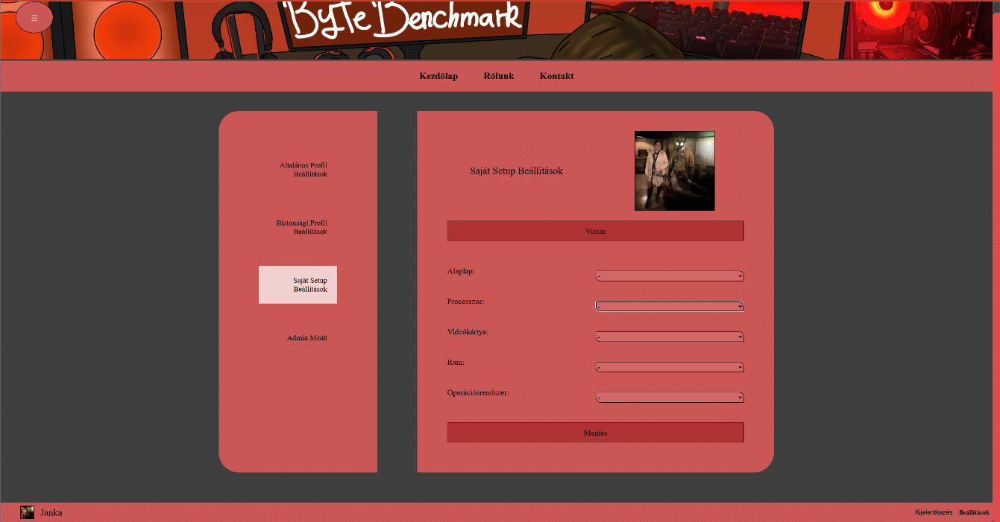 ☰
Byte Benchmark
Kezdőlap Rólunk Kontakt
Általános Profil
Beállítások
Biztonsági Profil
Beállítások
Saját Setup
Beállítások
Admin Menü
Saját Setup Beállítások
Vissza
Alaplap: -
Processzor: -
Videókártya: -
Ram: -
Operációsrendszer: -
Mentés
Janka
Kijelentkezés Beállítások